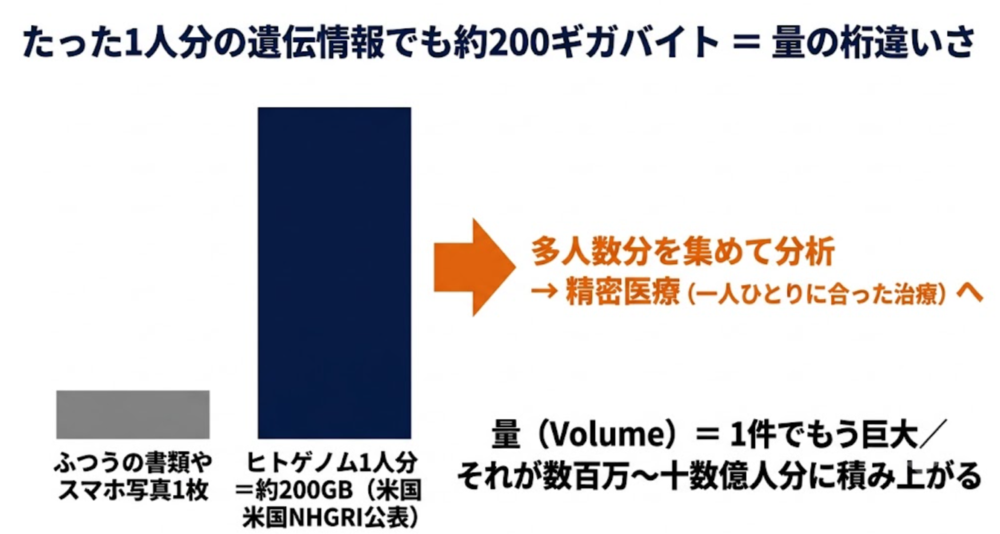 たった1人分の遺伝情報でも約200ギガバイト ＝ 量の桁違いさ
多人数分を集めて分析
→ 精密医療（一人ひとりに合った治療）へ
ふつうの書類や
スマホ写真1枚
ヒトゲノム1人分
＝約200GB（米国
米国NHGRI公表）
量（Volume）＝ 1件でもう巨大／
それが数百万〜十数億人分に積み上がる